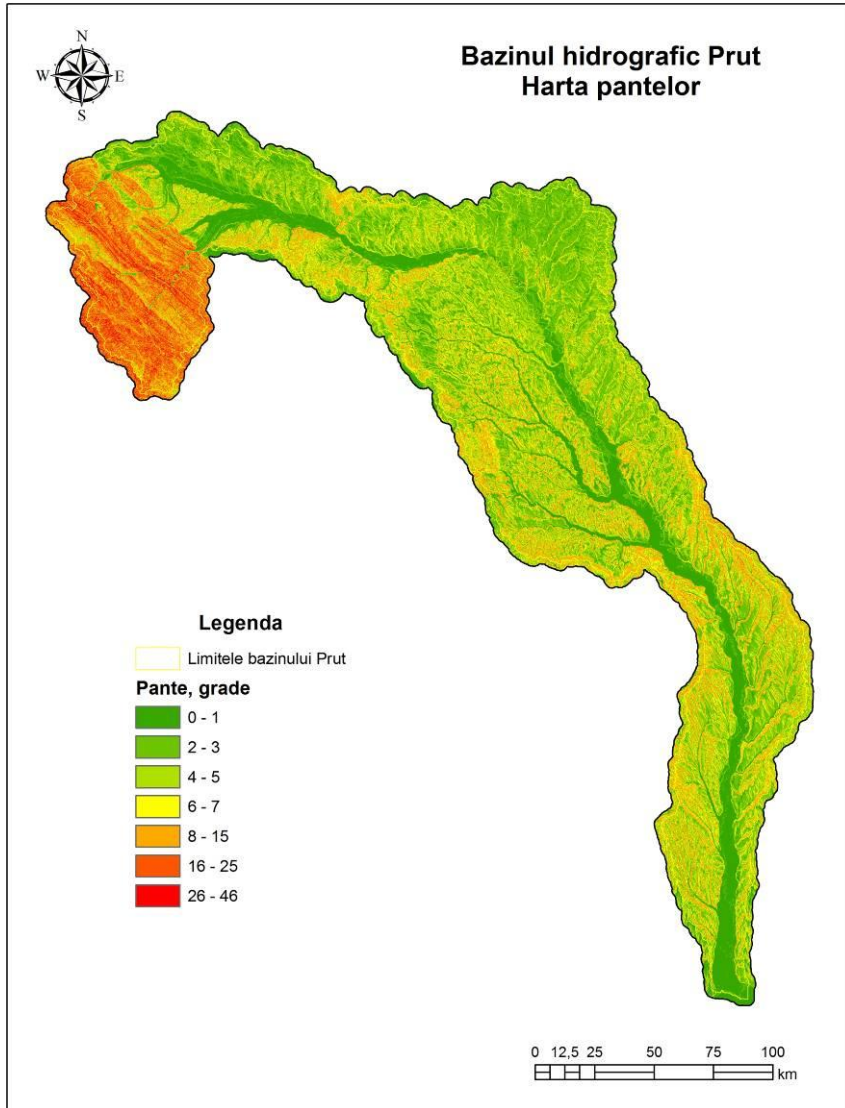 N
W E
S
Bazinul hidrografic Prut
Harta pantelor
Legenda
Limitele bazinului Prut
Pante, grade
0 - 1
2 - 3
4 - 5
6 - 7
8 - 15
16 - 25
26 - 46
0 12,5 25 50 75 100
km